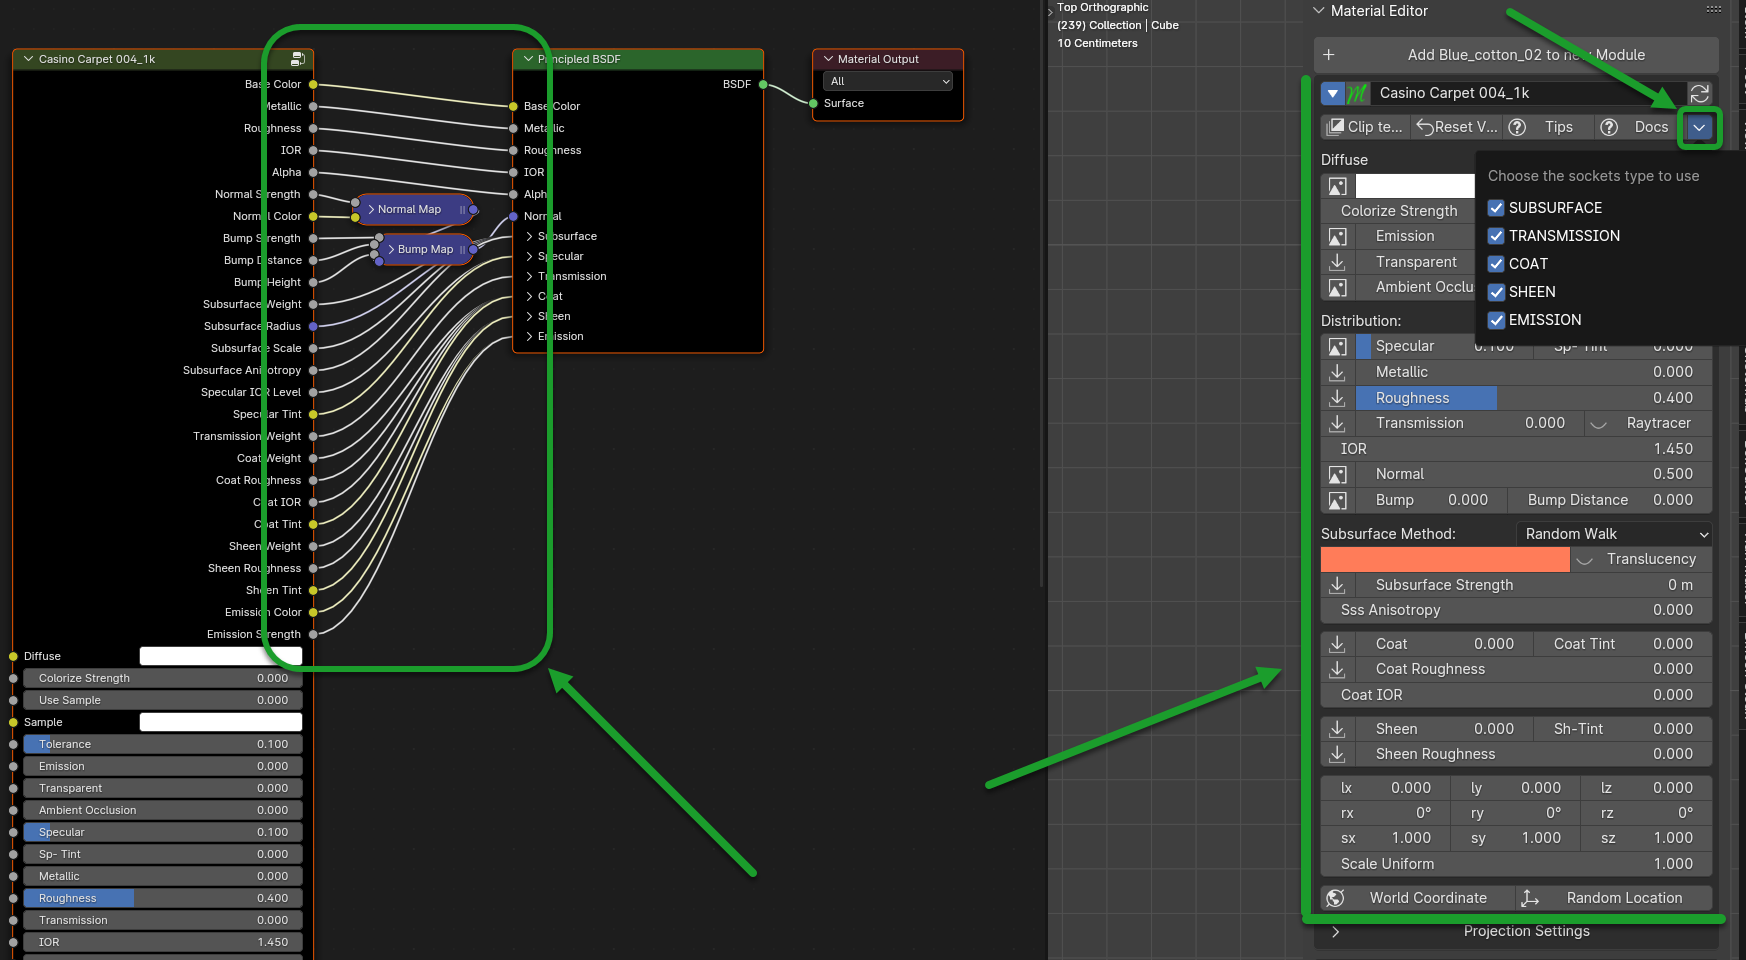 Casino Carpet 004_1k
Base Color
Metallic
Roughness
IOR
Alpha
Normal Strength
Normal Color
Bump Strength
Bump Distance
Bump Height
Subsurface Weight
Subsurface Radius
Subsurface Scale
Subsurface Anisotropy
Specular IOR Level
Specular Tint
Transmission Weight
Coat Weight
Coat Roughness
Coat IOR
Coat Tint
Sheen Weight
Sheen Roughness
Sheen Tint
Emission Color
Emission Strength
Diffuse
Colorize Strength 0.000
Use Sample 0.000
Sample
Tolerance 0.100
Emission 0.000
Transparent 0.000
Ambient Occlusion 0.000
Specular 0.100
Sp- Tint 0.000
Metallic 0.000
Roughness 0.400
Transmission 0.000
IOR 1.450
Normal Map
Bump Map
Principled BSDF
BSDF
Base Color
Metallic
Roughness
IOR
Alpha
Normal
Subsurface
Specular
Transmission
Coat
Sheen
Emission
Material Output
All
Surface
Top Orthographic
(239) Collection | Cube
10 Centimeters
Material Editor
Add Blue_cotton_02 to new Module
Casino Carpet 004_1k
Clip te... Reset V... Tips Docs
Diffuse
Colorize Strength
Emission
Transparent
Ambient Occlu
Choose the sockets type to use
SUBSURFACE
TRANSMISSION
COAT
SHEEN
EMISSION
Distribution:
Specular 0.100 Sp- Tint 0.000
Metallic 0.000
Roughness 0.400
Transmission 0.000 Raytracer
IOR 1.450
Normal 0.500
Bump 0.000 Bump Distance 0.000
Subsurface Method: Random Walk
Translucency
Subsurface Strength 0 m
Sss Anisotropy 0.000
Coat 0.000 Coat Tint 0.000
Coat Roughness 0.000
Coat IOR 0.000
Sheen 0.000 Sh-Tint 0.000
Sheen Roughness 0.000
lx 0.000 ly 0.000 lz 0.000
rx 0° ry 0° rz 0°
sx 1.000 sy 1.000 sz 1.000
Scale Uniform 1.000
World Coordinate Random Location
Projection Settings